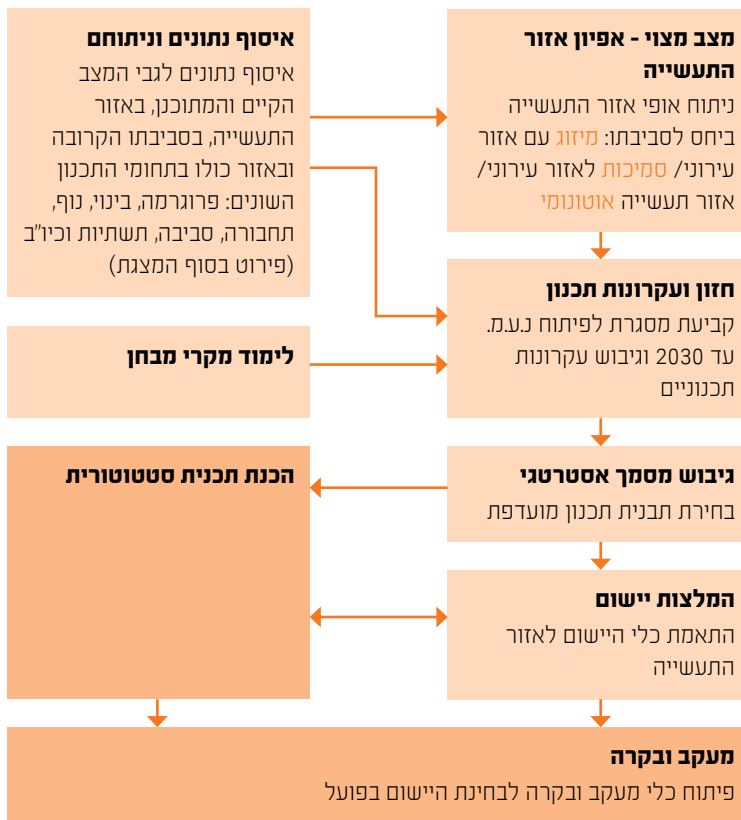 מצב מצוי - אפיון אזור
התעשייה
ניתוח אופי אזור התעשייה
ביחס לסביבתו: מיזוג עם אזור
עירוני/ סמיכות לאזור עירוני/
אזור תעשייה אוטונומי
איסוף נתונים וניתוחם
איסוף נתונים לגבי המצב
הקיים והמתוכנן, באזור
התעשייה, בסביבתו הקרובה
ובאזור כולו בתחומי התכנון
השונים: פרוגרמה, בינוי, נוף,
תחבורה, סביבה, תשתיות וכיו"ב
(פירוט בסוף המצגת)
חזון ועקרונות תכנון
קביעת מסגרת לפיתוח נ.ע.מ.
עד 2030 וגיבוש עקרונות
תכנוניים
לימוד מקרי מבחן
גיבוש מסמך אסטרטגי
בחירת תבנית תכנון מועדפת
הכנת תכנית סטטוטורית
המלצות יישום
התאמת כלי היישום לאזור
התעשייה
מעקב ובקרה
פיתוח כלי מעקב ובקרה לבחינת היישום בפועל